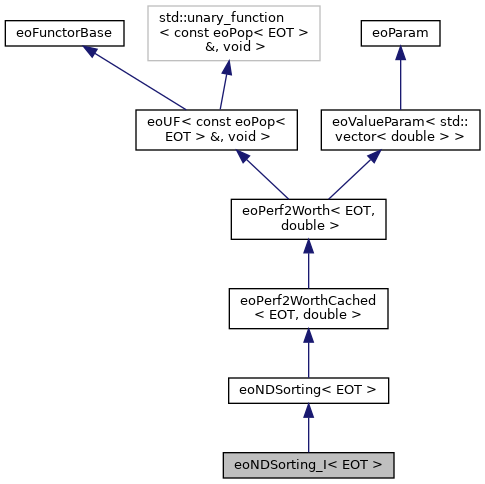 eoFunctorBase
std::unary_function
< const eoPop< EOT >
&, void >
eoParam
eoUF< const eoPop<
EOT > &, void >
eoValueParam< std::
vector< double > >
eoPerf2Worth< EOT,
double >
eoPerf2WorthCached
< EOT, double >
eoNDSorting< EOT >
eoNDSorting_I< EOT >